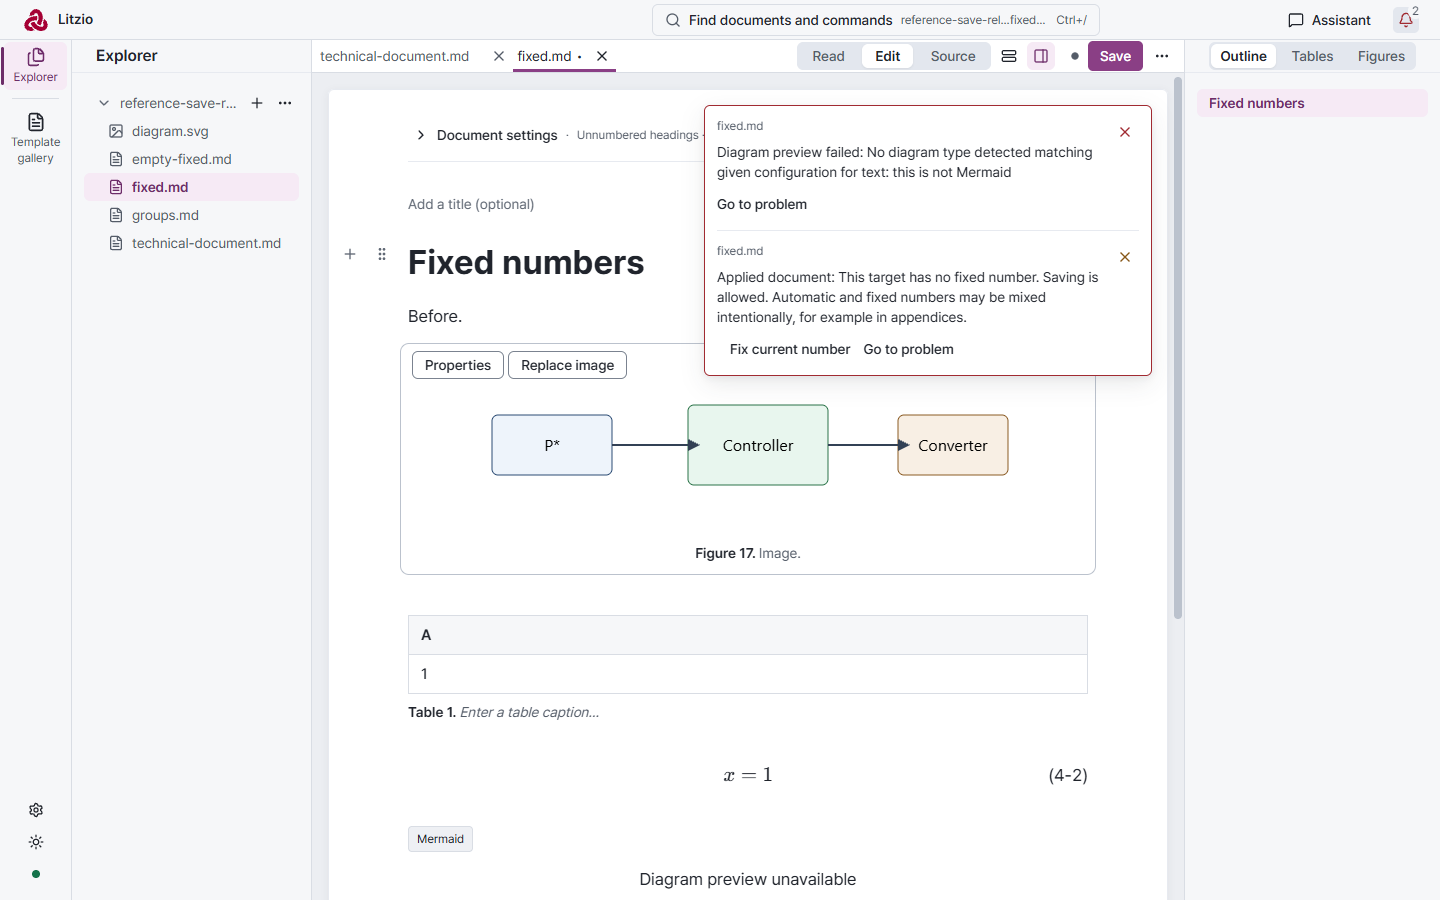 Litzio
Find documents and commands reference-save-rel...fixed... Ctrl+/
Assistant
2
Explorer
Template
gallery
Explorer
reference-save-r...
diagram.svg
empty-fixed.md
fixed.md
groups.md
technical-document.md
technical-document.md
fixed.md •
Read
Edit
Source
Save
Document settings · Unnumbered headings ·
Add a title (optional)
Fixed numbers
Before.
Properties
Replace image
P*
Controller
Converter
Figure 17. Image.
A
1
Table 1. Enter a table caption...
x = 1
(4-2)
Mermaid
Diagram preview unavailable
fixed.md
Diagram preview failed: No diagram type detected matching
given configuration for text: this is not Mermaid
Go to problem
fixed.md
Applied document: This target has no fixed number. Saving is
allowed. Automatic and fixed numbers may be mixed
intentionally, for example in appendices.
Fix current number
Go to problem
Outline
Tables
Figures
Fixed numbers